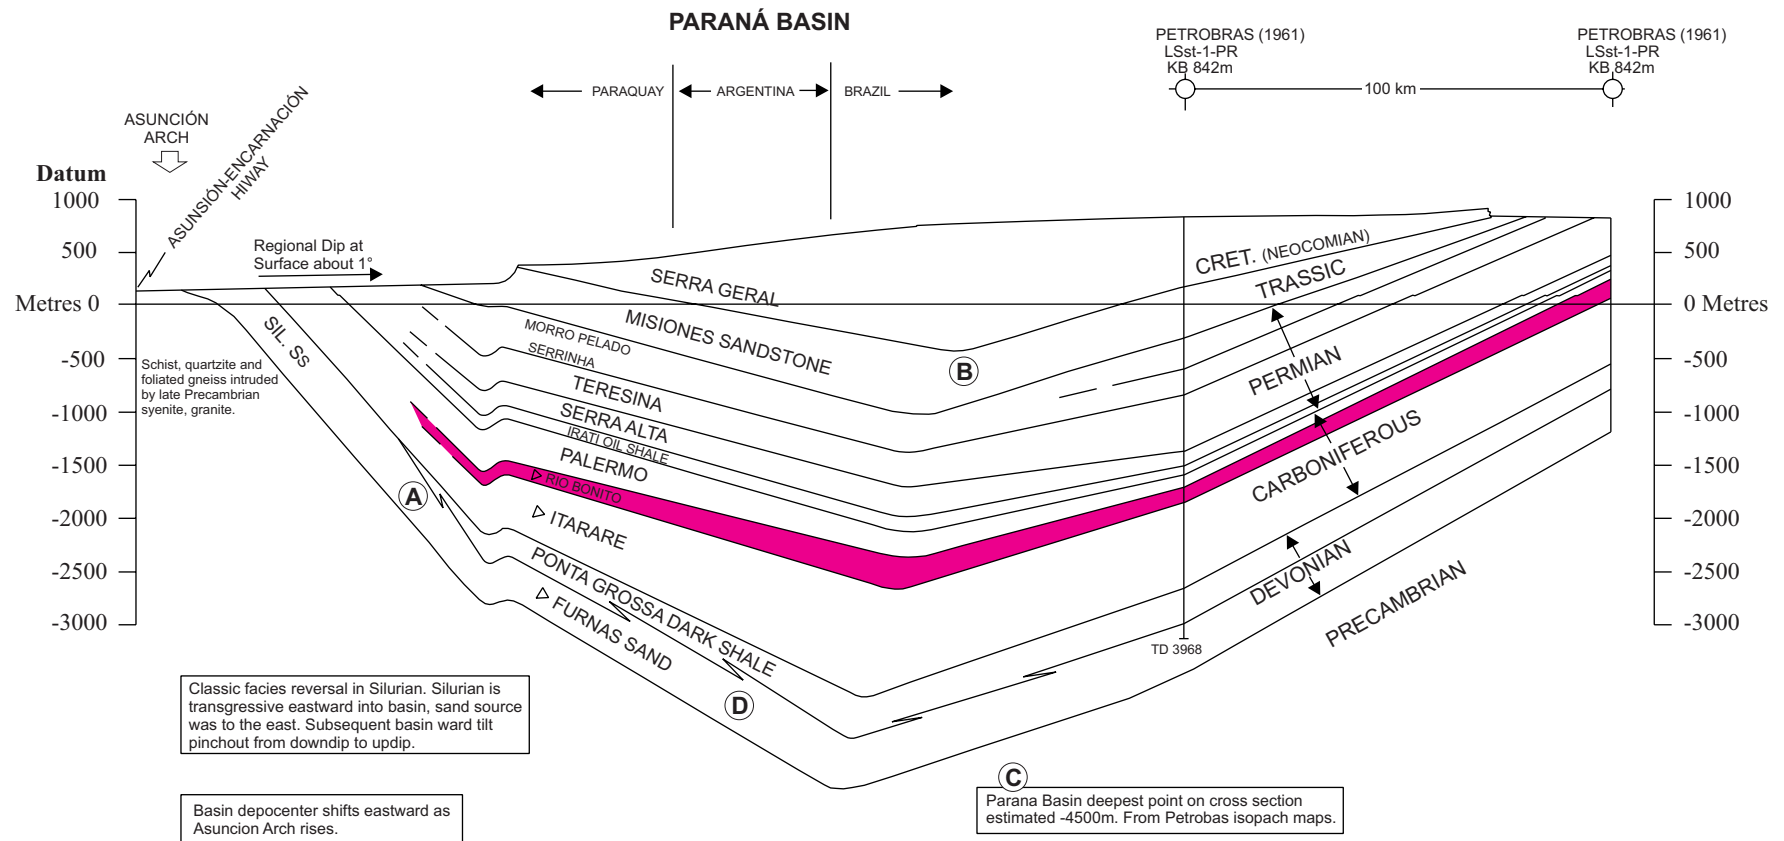 PARANÁ BASIN
PETROBRAS (1961)
LSst-1-PR
KB 842m
PETROBRAS (1961)
LSst-1-PR
KB 842m
100 km
PARAQUAY
ARGENTINA
BRAZIL
ASUNCIÓN
ARCH
ASUNSIÓN-ENCARNACIÓN
HIWAY
Datum
1000
500
Metres 0
-500
-1000
-1500
-2000
-2500
-3000
1000
500
0 Metres
-500
-1000
-1500
-2000
-2500
-3000
Regional Dip at
Surface about 1°
SIL. SS
Schist, quartzite and
foliated gneiss intruded
by late Precambrian
syenite, granite.
SERRA GERAL
MISIONES SANDSTONE
MORRO PELADO
SERRINHA
TERESINA
SERRA ALTA
IRATI OIL SHALE
PALERMO
RIO BONITO
ITARARE
PONTA GROSSA DARK SHALE
FURNAS SAND
CRET. (NEOCOMIAN)
TRASSIC
PERMIAN
CARBONIFEROUS
DEVONIAN
PRECAMBRIAN
A
B
C
D
TD 3968
Classic facies reversal in Silurian. Silurian is
transgressive eastward into basin, sand source
was to the east. Subsequent basin ward tilt
pinchout from downdip to updip.
Basin depocenter shifts eastward as
Asuncion Arch rises.
Parana Basin deepest point on cross section
estimated -4500m. From Petrobas isopach maps.